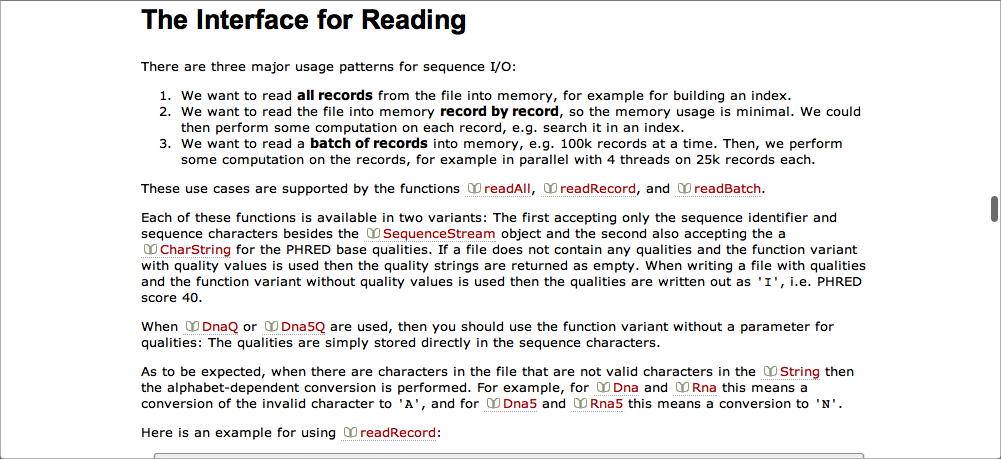 The Interface for Reading
There are three major usage patterns for sequence I/O:
1. We want to read all records from the file into memory, for example for building an index.
2. We want to read the file into memory record by record, so the memory usage is minimal. We could
then perform some computation on each record, e.g. search it in an index.
3. We want to read a batch of records into memory, e.g. 100k records at a time. Then, we perform
some computation on the records, for example in parallel with 4 threads on 25k records each.
These use cases are supported by the functions readAll, readRecord, and readBatch.
Each of these functions is available in two variants: The first accepting only the sequence identifier and
sequence characters besides the SequenceStream object and the second also accepting the a
CharString for the PHRED base qualities. If a file does not contain any qualities and the function variant
with quality values is used then the quality strings are returned as empty. When writing a file with qualities
and the function variant without quality values is used then the qualities are written out as 'I', i.e. PHRED
score 40.
When DnaQ or Dna5Q are used, then you should use the function variant without a parameter for
qualities: The qualities are simply stored directly in the sequence characters.
As to be expected, when there are characters in the file that are not valid characters in the String then
the alphabet-dependent conversion is performed. For example, for Dna and Rna this means a
conversion of the invalid character to 'A', and for Dna5 and Rna5 this means a conversion to 'N'.
Here is an example for using readRecord: